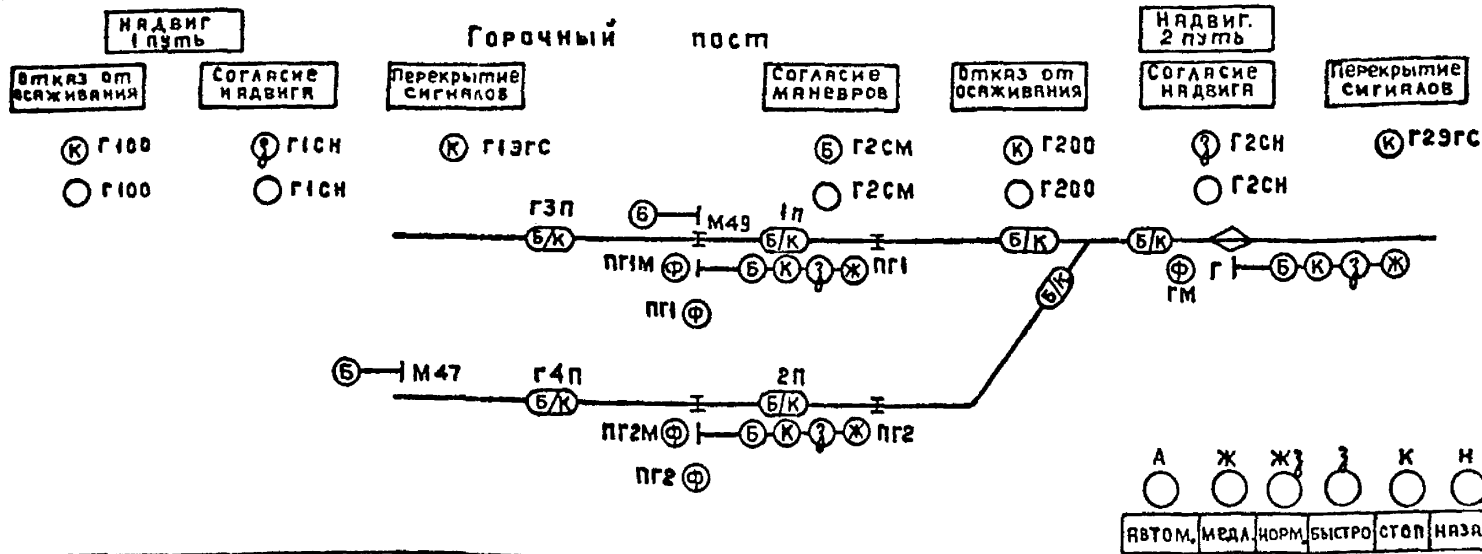 НАДВИГ
1 ПУТЬ
Горочный пост
НАДВИГ.
2 ПУТЬ
Отказ от
осаживания
Согласие
надвига
Перекрытие
сигналов
Согласие
маневров
Отказ от
осаживания
Согласие
надвига
Перекрытие
сигналов
К Г100 З Г1СН К Г1ЭГС Б Г2СМ К Г200 З Г2СН К Г2ЭГС
Г100 Г1СН Г2СМ Г200 Г2СН
Г3П Б М49 1П
Б/К Б/К Б/К Б/К
ПГ1М Ф Б К З Ж ПГ1 Ф Г Б К З Ж
ГМ
Б/К
ПГ1 Ф
Б М47 Г4П 2П
Б/К Б/К
ПГ2М Ф Б К З Ж ПГ2
ПГ2 Ф
А Ж ЖЗ З К Н
АВТОМ. МЕДЛ. НОРМ. БЫСТРО СТОП НАЗА